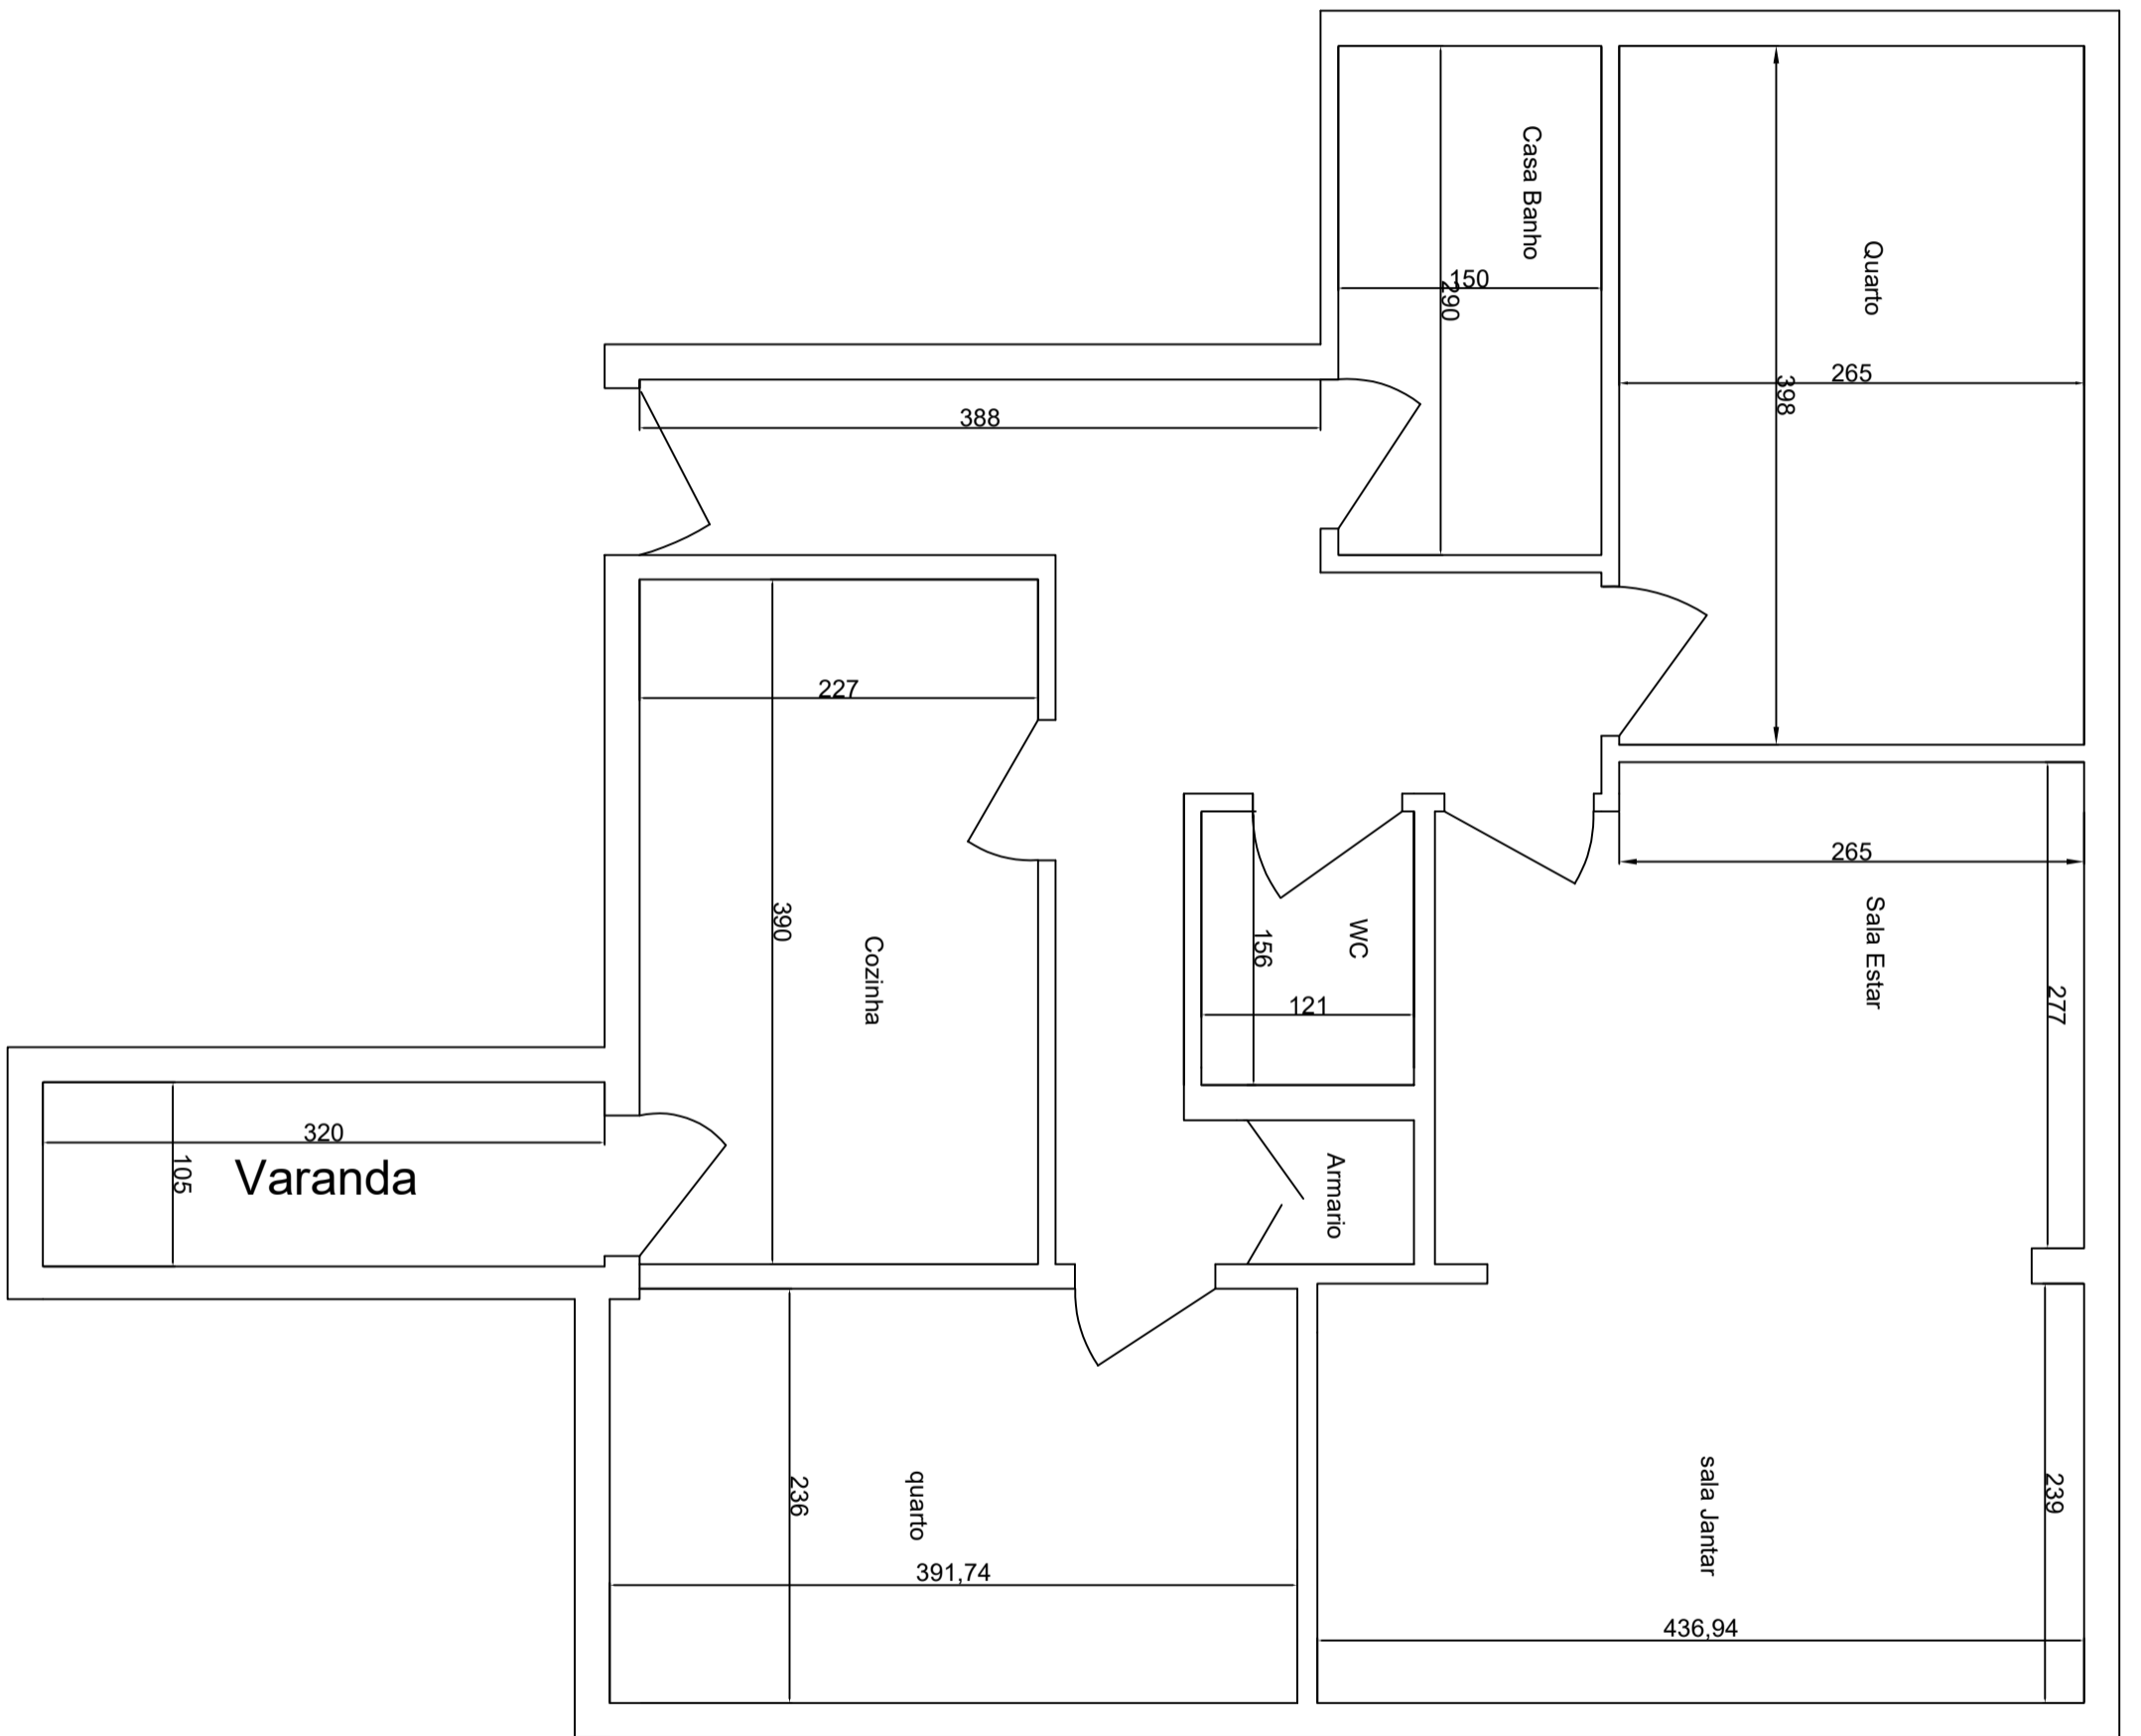 Casa Banho
150
290
Quarto
265
398
388
227
390
Cozinha
WC
156
121
265
Sala Estar
277
320
105
Varanda
Armario
236
quarto
391,74
sala Jantar
239
436,94